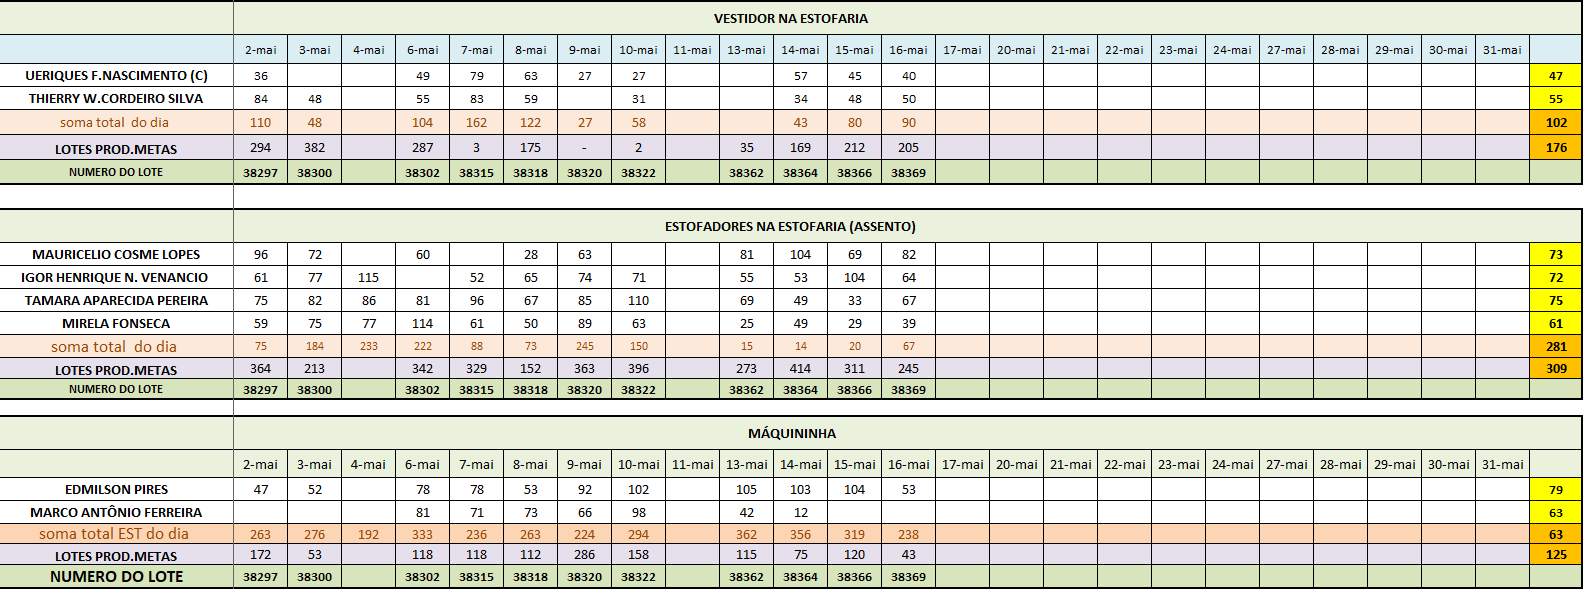 VESTIDOR NA ESTOFARIA
2-mai 3-mai 4-mai 6-mai 7-mai 8-mai 9-mai 10-mai 11-mai 13-mai 14-mai 15-mai 16-mai 17-mai 20-mai 21-mai 22-mai 23-mai 24-mai 27-mai 28-mai 29-mai 30-mai 31-mai
UERIQUES F.NASCIMENTO (C) 36 49 79 63 27 27 57 45 40 47
THIERRY W.CORDEIRO SILVA 84 48 55 83 59 31 34 48 50 55
soma total do dia 110 48 104 162 122 27 58 43 80 90 102
LOTES PROD.METAS 294 382 287 3 175 - 2 35 169 212 205 176
NUMERO DO LOTE 38297 38300 38302 38315 38318 38320 38322 38362 38364 38366 38369
ESTOFADORES NA ESTOFARIA (ASSENTO)
MAURICELIO COSME LOPES 96 72 60 28 63 81 104 69 82 73
IGOR HENRIQUE N. VENANCIO 61 77 115 52 65 74 71 55 53 104 64 72
TAMARA APARECIDA PEREIRA 75 82 86 81 96 67 85 110 69 49 33 67 75
MIRELA FONSECA 59 75 77 114 61 50 89 63 25 49 29 39 61
soma total do dia 75 184 233 222 88 73 245 150 15 14 20 67 281
LOTES PROD.METAS 364 213 342 329 152 363 396 273 414 311 245 309
NUMERO DO LOTE 38297 38300 38302 38315 38318 38320 38322 38362 38364 38366 38369
MÁQUININHA
2-mai 3-mai 4-mai 6-mai 7-mai 8-mai 9-mai 10-mai 11-mai 13-mai 14-mai 15-mai 16-mai 17-mai 20-mai 21-mai 22-mai 23-mai 24-mai 27-mai 28-mai 29-mai 30-mai 31-mai
EDMILSON PIRES 47 52 78 78 53 92 102 105 103 104 53 79
MARCO ANTÔNIO FERREIRA 81 71 73 66 98 42 12 63
soma total EST do dia 263 276 192 333 236 263 224 294 362 356 319 238 63
LOTES PROD.METAS 172 53 118 118 112 286 158 115 75 120 43 125
NUMERO DO LOTE 38297 38300 38302 38315 38318 38320 38322 38362 38364 38366 38369